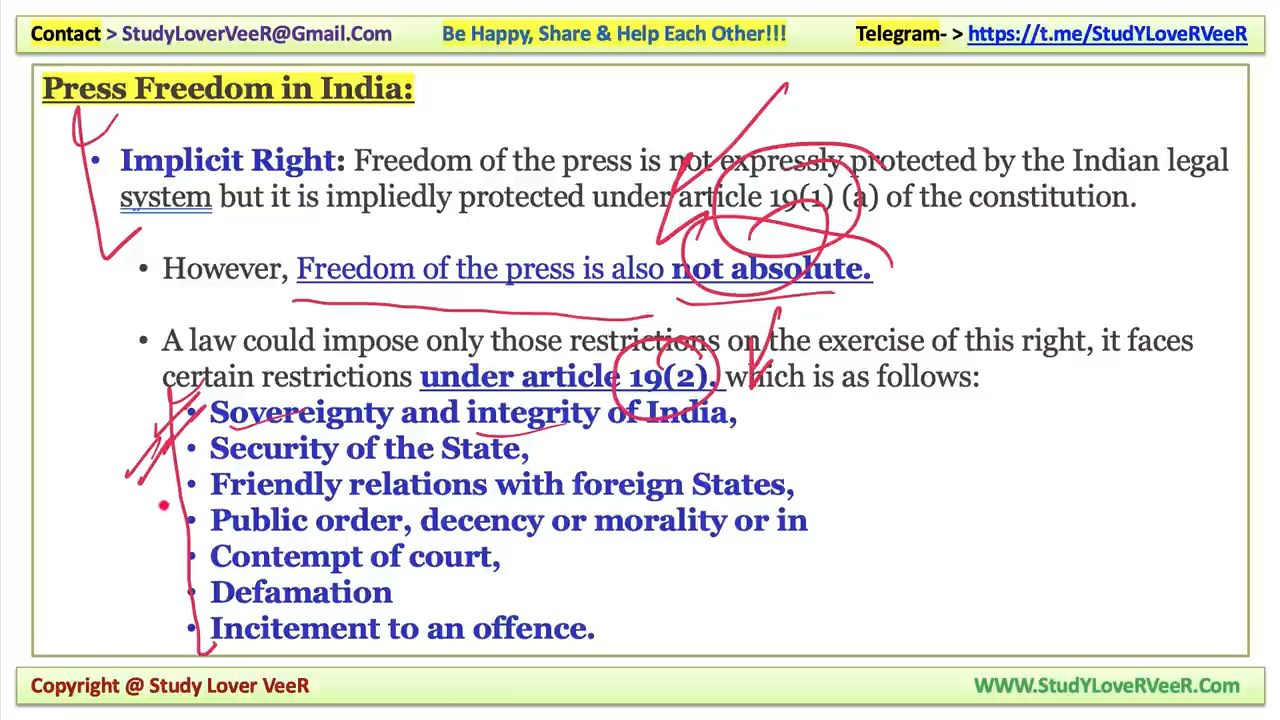 Contact > StudyLoverVeeR@Gmail.Com Be Happy, Share & Help Each Other!!! Telegram- > https://t.me/StudYLoveRVeeR
Press Freedom in India:
• Implicit Right: Freedom of the press is not expressly protected by the Indian legal
system but it is impliedly protected under article 19(1) (a) of the constitution.
• However, Freedom of the press is also not absolute.
• A law could impose only those restrictions on the exercise of this right, it faces
certain restrictions under article 19(2), which is as follows:
• Sovereignty and integrity of India,
• Security of the State,
• Friendly relations with foreign States,
• Public order, decency or morality or in
• Contempt of court,
• Defamation
• Incitement to an offence.
Copyright @ Study Lover VeeR WWW.StudYLoveRVeeR.Com